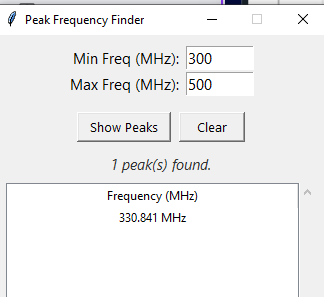 Peak Frequency Finder
Min Freq (MHz): 300
Max Freq (MHz): 500
Show Peaks Clear
1 peak(s) found.
Frequency (MHz)
330.841 MHz